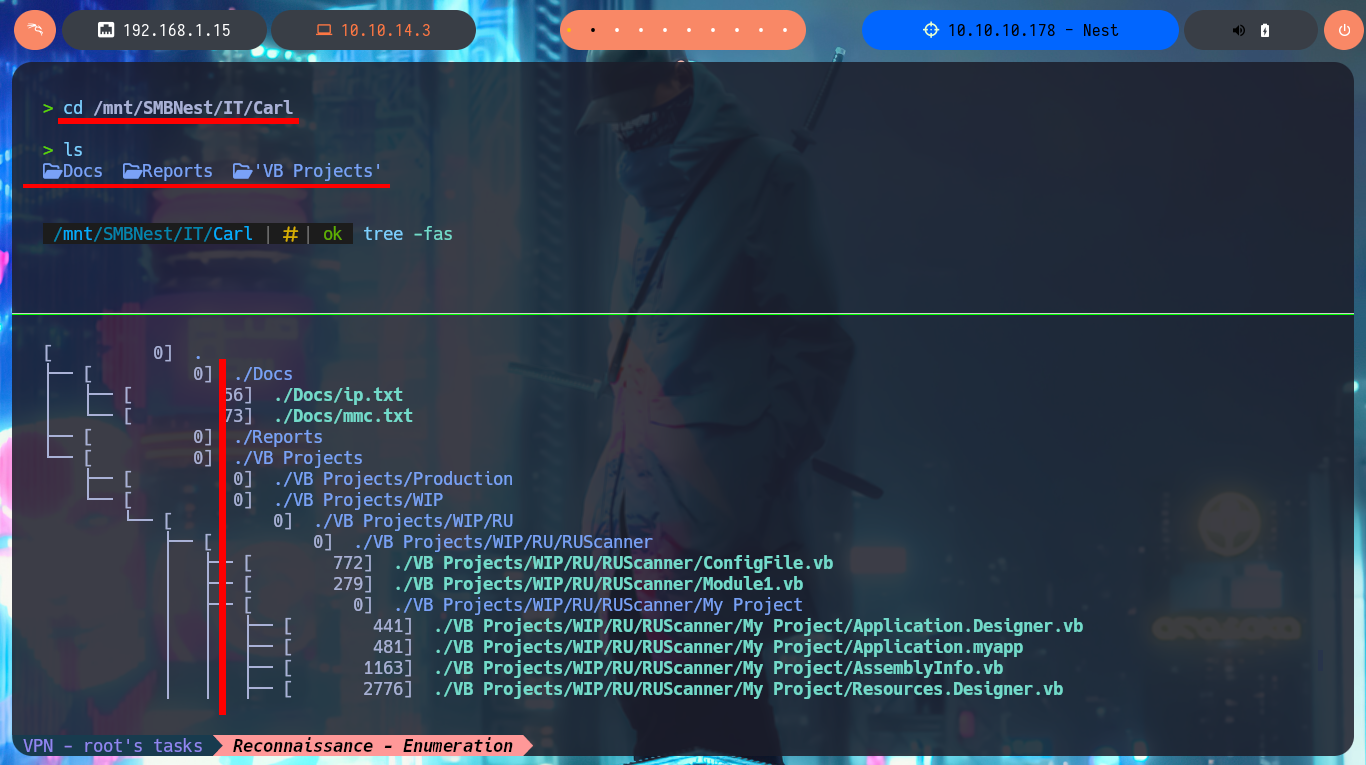 192.168.1.15 10.10.14.3 10.10.10.178 - Nest
> cd /mnt/SMBNest/IT/Carl
> ls
Docs Reports 'VB Projects'
/mnt/SMBNest/IT/Carl | # | ok tree -fas
[ 0] .
├── [ 0] ./Docs
│ ├── [ 56] ./Docs/ip.txt
│ └── [ 73] ./Docs/mmc.txt
├── [ 0] ./Reports
└── [ 0] ./VB Projects
├── [ 0] ./VB Projects/Production
└── [ 0] ./VB Projects/WIP
└── [ 0] ./VB Projects/WIP/RU
├── [ 0] ./VB Projects/WIP/RU/RUScanner
│ ├── [ 772] ./VB Projects/WIP/RU/RUScanner/ConfigFile.vb
│ ├── [ 279] ./VB Projects/WIP/RU/RUScanner/Module1.vb
│ ├── [ 0] ./VB Projects/WIP/RU/RUScanner/My Project
│ │ ├── [ 441] ./VB Projects/WIP/RU/RUScanner/My Project/Application.Designer.vb
│ │ ├── [ 481] ./VB Projects/WIP/RU/RUScanner/My Project/Application.myapp
│ │ ├── [ 1163] ./VB Projects/WIP/RU/RUScanner/My Project/AssemblyInfo.vb
│ │ ├── [ 2776] ./VB Projects/WIP/RU/RUScanner/My Project/Resources.Designer.vb
VPN - root's tasks Reconnaissance - Enumeration